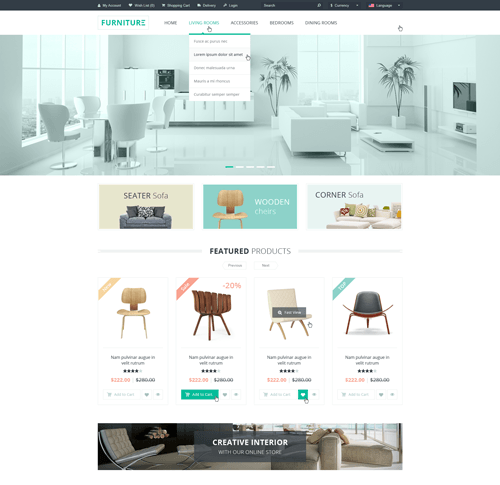 My Account Wish List (0) Shopping Cart Delivery Login $ Currency Language
FURNITURE HOME LIVING ROOMS ACCESSORIES BEDROOMS DINING ROOMS
Fusce ac purus nisi
Lorem ipsum dolor sit amet
Donec malesuada urna
Mauris a mi rhoncus
Curabitur semper semper
SEATER Sofa
WOODEN
cheirs
CORNER Sofa
FEATURED PRODUCTS
Previous Next
-20%
TOP
Fast View
Nam pulvinar augue in
velit rutrum
Nam pulvinar augue in
velit rutrum
Nam pulvinar augue in
velit rutrum
Nam pulvinar augue in
velit rutrum
$222.00 $280.00
$222.00 $280.00
$222.00 $280.00
$222.00 $280.00
Add to Cart
Add to Cart
Add to Cart
Add to Cart
CREATIVE INTERIOR
WITH OUR ONLINE STORE